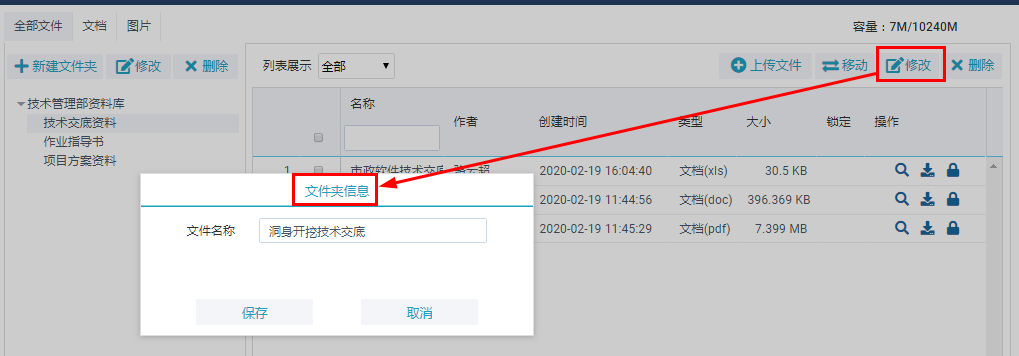 全部文件 文档 图片 容量：7M/10240M
新建文件夹 修改 删除 列表展示 全部 上传文件 移动 修改 删除
技术管理部资料库
技术交底资料
作业指导书
项目方案资料
名称 作者 创建时间 类型 大小 锁定 操作
1 市政软件技术交底 2020-02-19 16:04:40 文档(xls) 30.5 KB
2020-02-19 11:44:56 文档(doc) 396.369 KB
2020-02-19 11:45:29 文档(pdf) 7.399 MB
文件夹信息
文件名称 洞身开挖技术交底
保存 取消